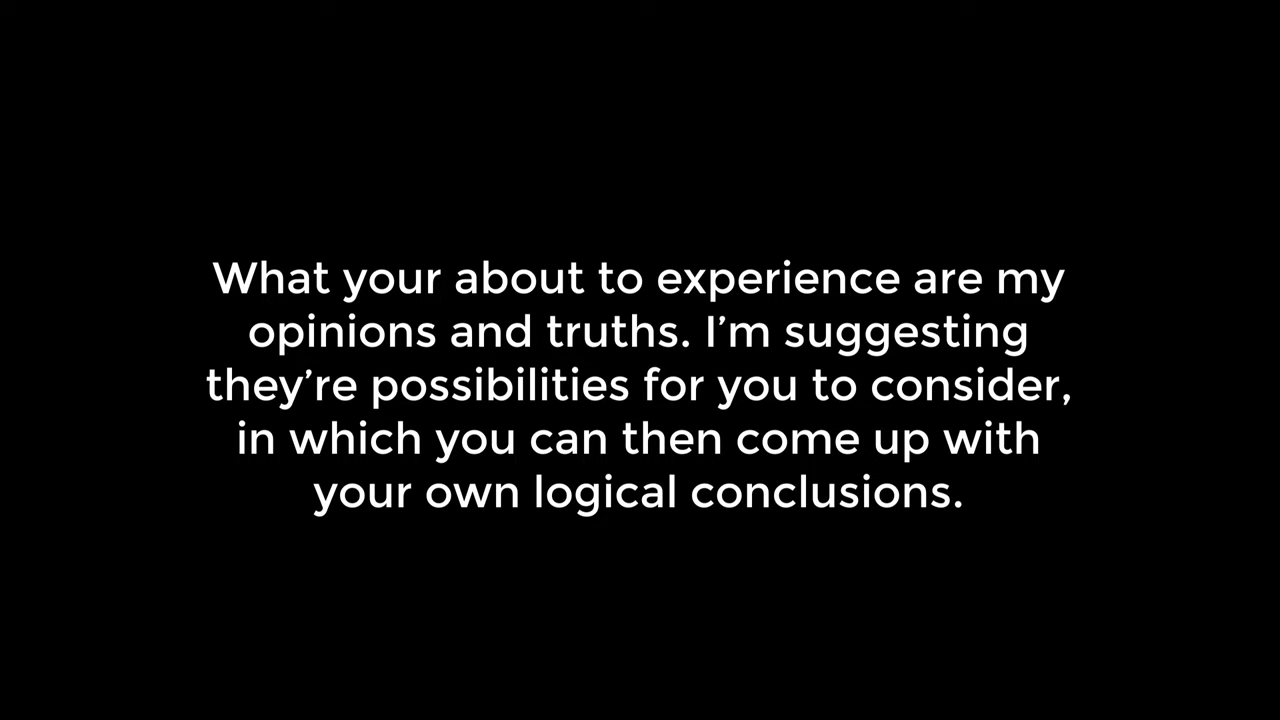 What your about to experience are my
opinions and truths. I’m suggesting
they’re possibilities for you to consider,
in which you can then come up with
your own logical conclusions.